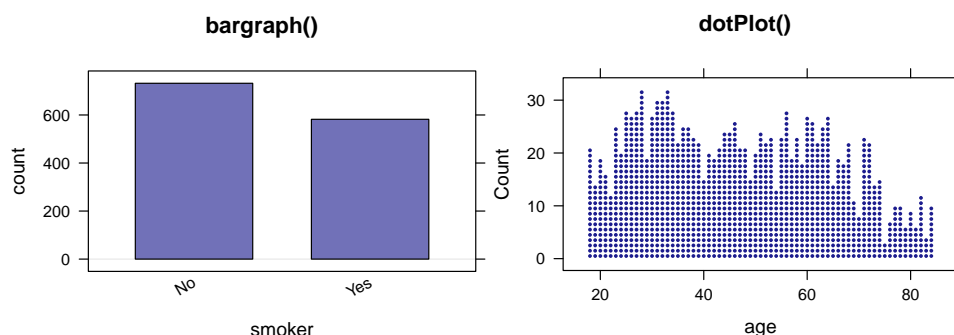 bargraph()
count
600
400
200
0
No
Yes
smoker
dotPlot()
Count
30
20
10
0
20
40
60
80
age